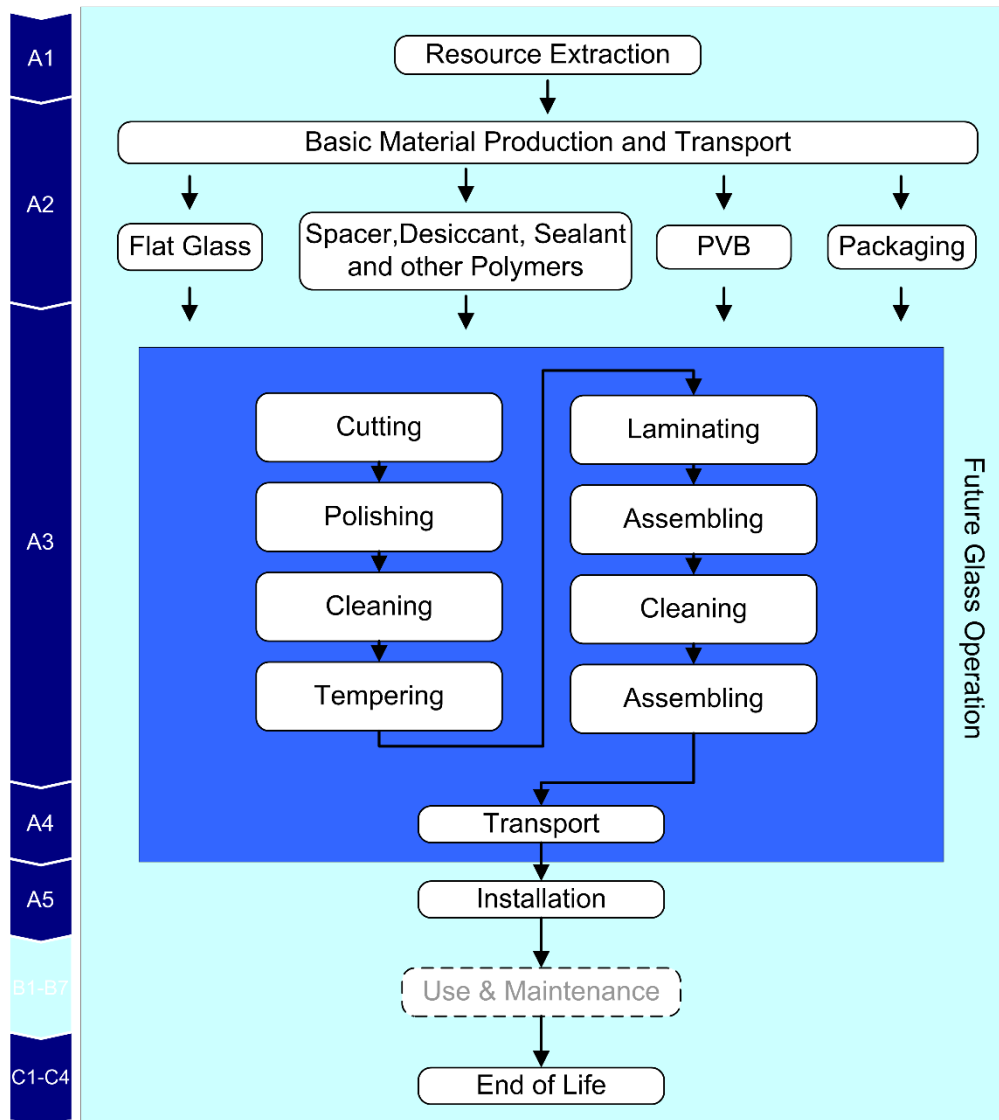 A1
Resource Extraction
Basic Material Production and Transport
A2
Flat Glass
Spacer,Desiccant, Sealant
and other Polymers
PVB
Packaging
A3
Cutting
Polishing
Cleaning
Tempering
Laminating
Assembling
Cleaning
Assembling
Future Glass Operation
A4
Transport
A5
Installation
B1-B7
Use & Maintenance
C1-C4
End of Life